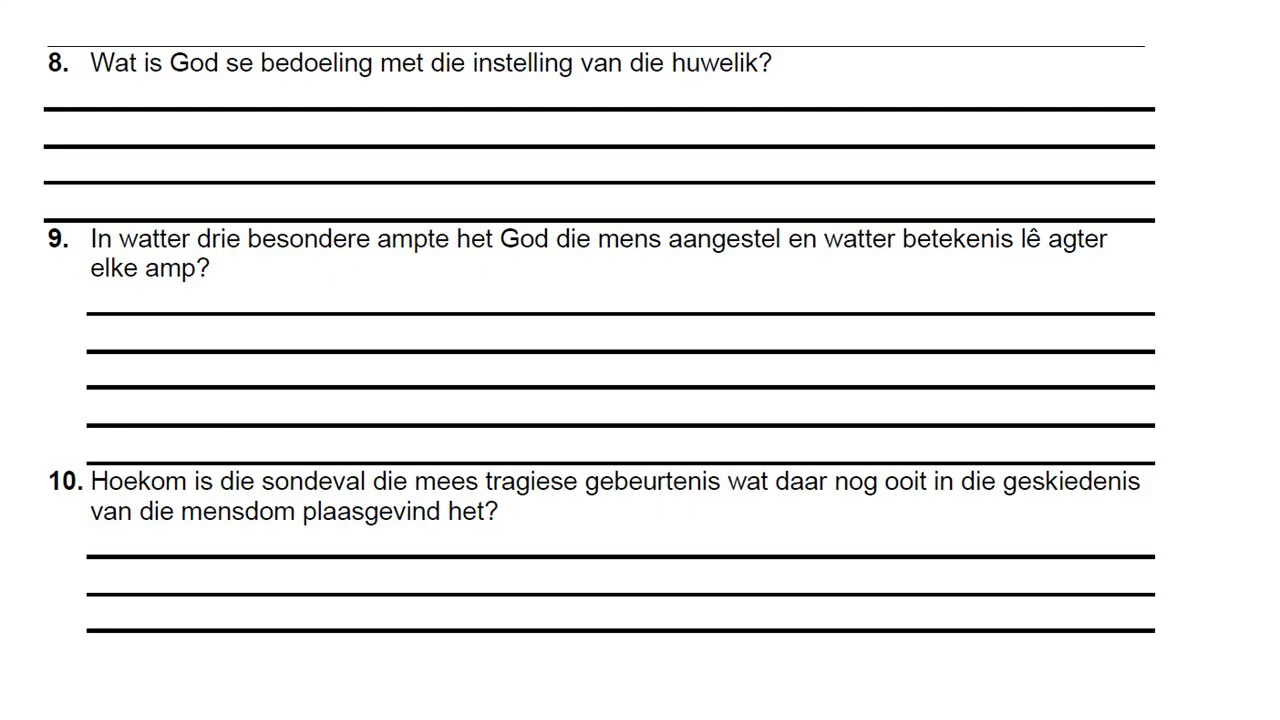 8. Wat is God se bedoeling met die instelling van die huwelik?
9. In watter drie besondere ampte het God die mens aangestel en watter betekenis lê agter
elke amp?
10. Hoekom is die sondeval die mees tragiese gebeurtenis wat daar nog ooit in die geskiedenis
van die mensdom plaasgevind het?